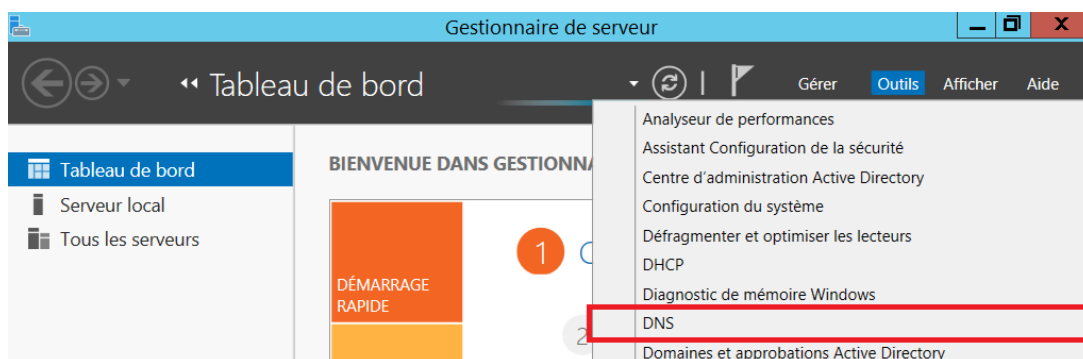 Gestionnaire de serveur
Tableau de bord
Gérer Outils Afficher Aide
Tableau de bord
Serveur local
Tous les serveurs
BIENVENUE DANS
DÉMARRAGE
RAPIDE
1
2
Analyseur de performances
Assistant Configuration de la sécurité
Centre d'administration Active Directory
Configuration du système
Défragmenter et optimiser les lecteurs
DHCP
Diagnostic de mémoire Windows
DNS
Domaines et approbations Active Directory